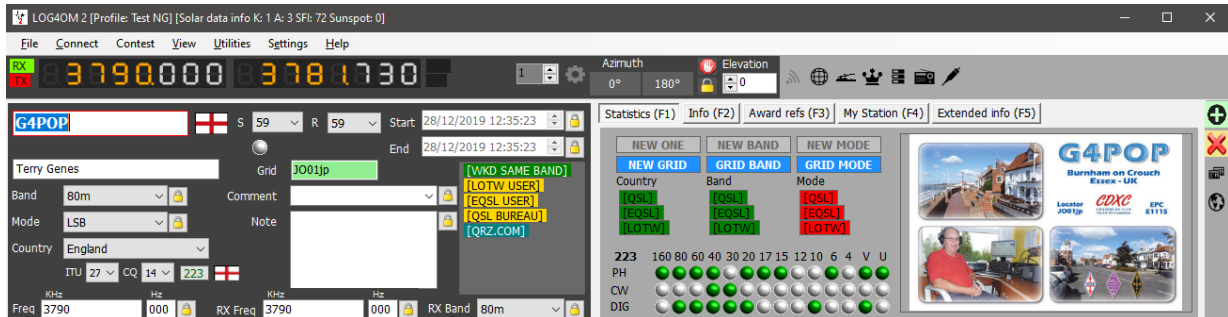 LOG4OM 2 [Profile: Test NG] [Solar data info K: 1 A: 3 SFI: 72 Sunspot: 0]
File Connect Contest View Utilities Settings Help
RX
TX
3790.000 3781.730
1
Azimuth
0° 180°
Elevation
0
G4POP
S 59 R 59 Start 28/12/2019 12:35:23
End 28/12/2019 12:35:23
Terry Genes
Grid JO01jp
Band 80m Comment
Mode LSB Note
Country England
ITU 27 CQ 14 223
KHz Hz KHz Hz
Freq 3790 000 RX Freq 3790 000 RX Band 80m
[WKD SAME BAND]
[LOTW USER]
[EQSL USER]
[QSL BUREAU]
[QRZ.COM]
Statistics (F1) Info (F2) Award refs (F3) My Station (F4) Extended info (F5)
NEW ONE NEW BAND NEW MODE
NEW GRID GRID BAND GRID MODE
Country Band Mode
[QSL] [QSL] [QSL]
[EQSL] [EQSL] [EQSL]
[LOTW] [LOTW] [LOTW]
223 160 80 60 40 30 20 17 15 12 10 6 4 V U
PH
CW
DIG
G4POP
Burnham on Crouch
Essex - UK
Locator
JO01jp
CDXC
EPC
E1115